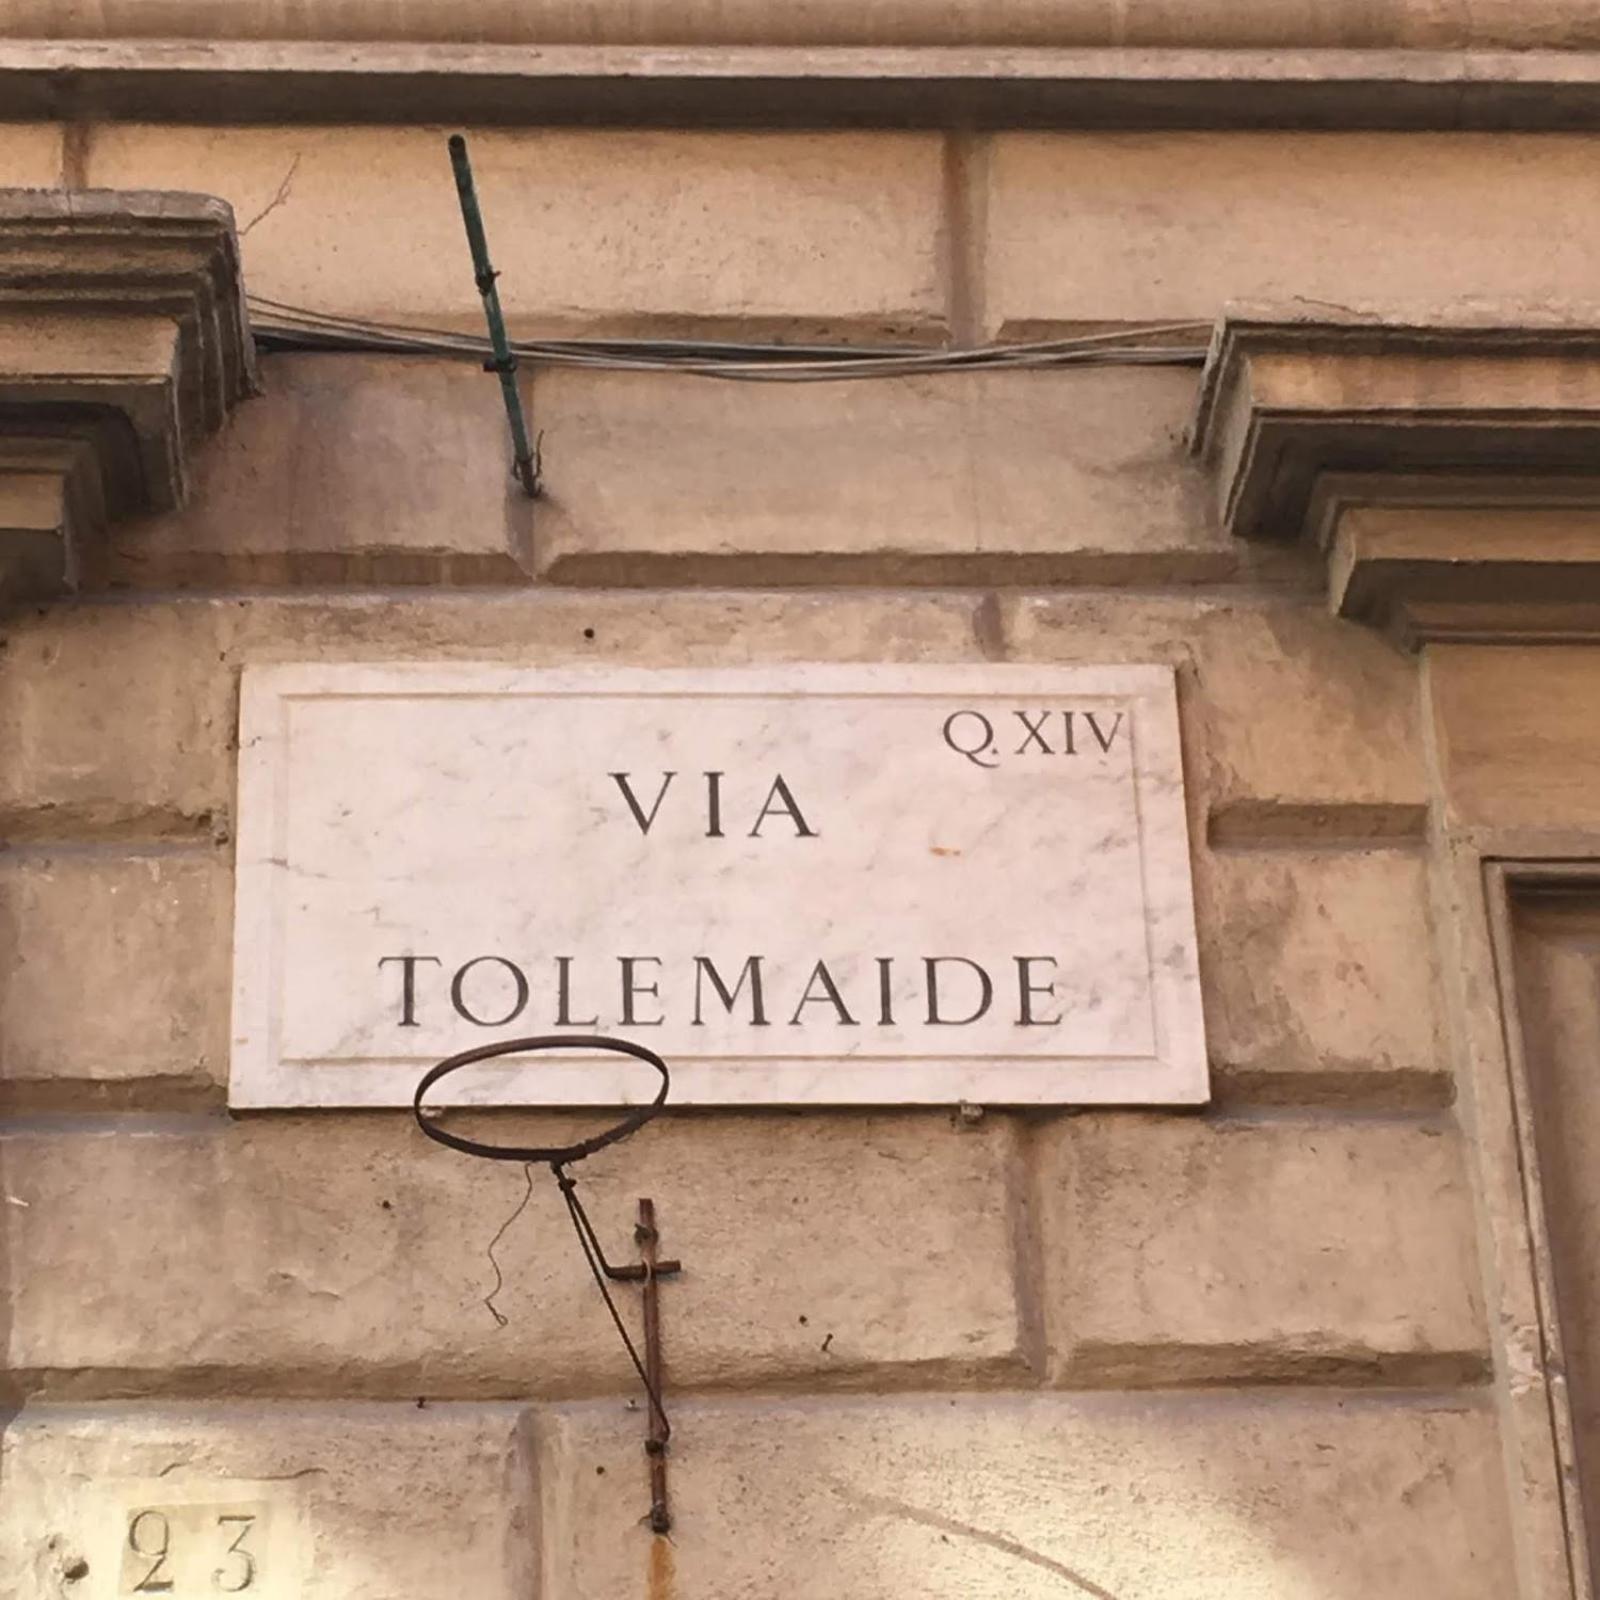 Q. XIV
VIA
TOLEMAIDE
23